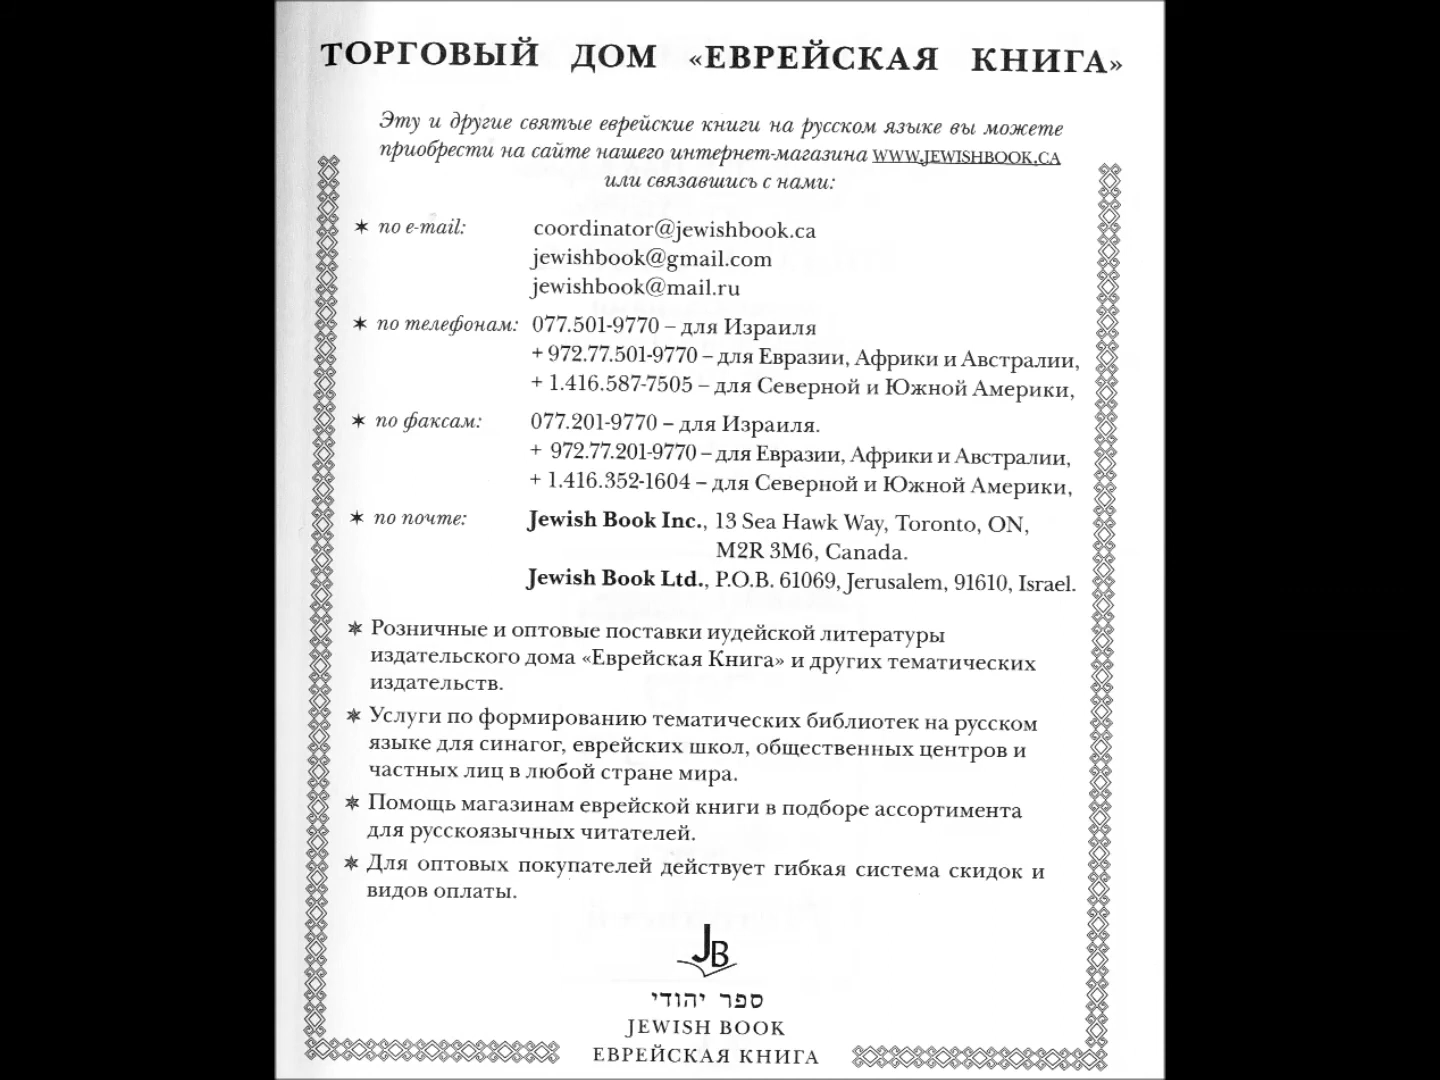 ТОРГОВЫЙ ДОМ «ЕВРЕЙСКАЯ КНИГА»
Эту и другие святые еврейские книги на русском языке вы можете
приобрести на сайте нашего интернет-магазина WWW.JEWISHBOOK.CA
или связавшись с нами:
✶ по e-mail: coordinator@jewishbook.ca
jewishbook@gmail.com
jewishbook@mail.ru
✶ по телефонам: 077.501-9770 – для Израиля
+ 972.77.501-9770 – для Евразии, Африки и Австралии,
+ 1.416.587-7505 – для Северной и Южной Америки,
✶ по факсам: 077.201-9770 – для Израиля.
+ 972.77.201-9770 – для Евразии, Африки и Австралии,
+ 1.416.352-1604 – для Северной и Южной Америки,
✶ по почте: Jewish Book Inc., 13 Sea Hawk Way, Toronto, ON,
M2R 3M6, Canada.
Jewish Book Ltd., P.O.B. 61069, Jerusalem, 91610, Israel.
✶ Розничные и оптовые поставки иудейской литературы
издательского дома «Еврейская Книга» и других тематических
издательств.
✶ Услуги по формированию тематических библиотек на русском
языке для синагог, еврейских школ, общественных центров и
частных лиц в любой стране мира.
✶ Помощь магазинам еврейской книги в подборе ассортимента
для русскоязычных читателей.
✶ Для оптовых покупателей действует гибкая система скидок и
видов оплаты.
JB
ספר יהודי
JEWISH BOOK
ЕВРЕЙСКАЯ КНИГА